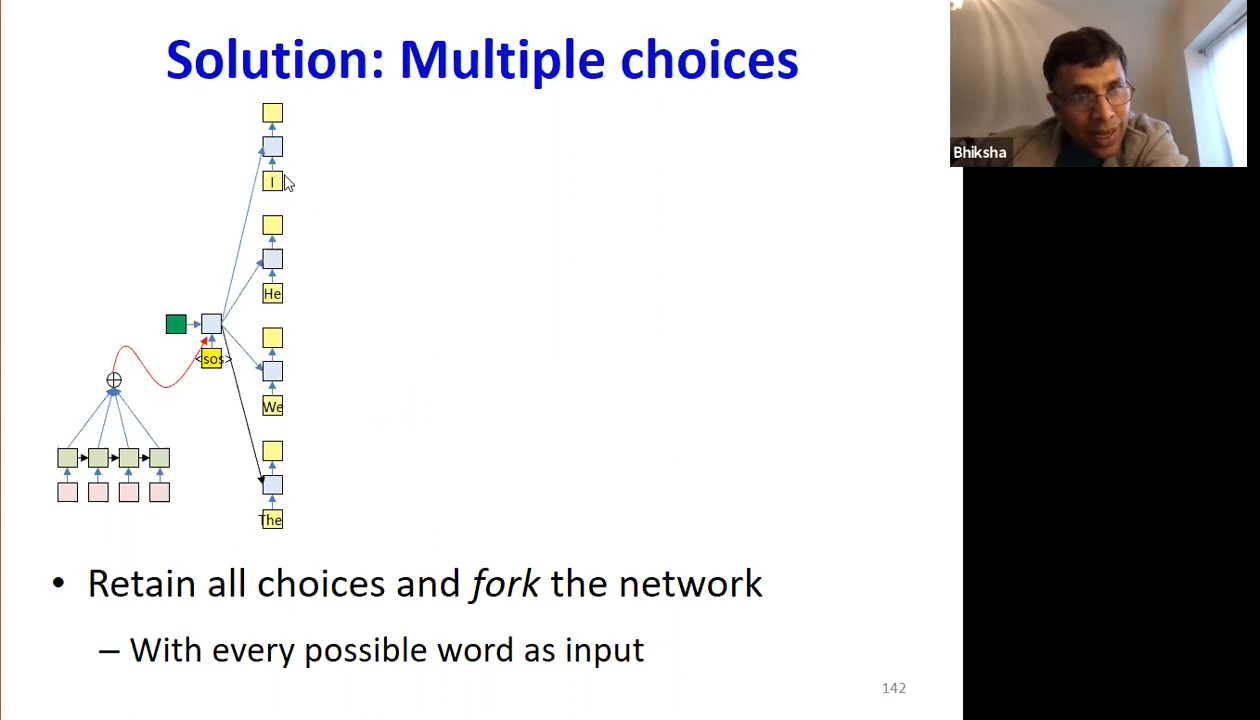 Solution: Multiple choices
Bhiksha
I
He
<sos>
We
The
• Retain all choices and fork the network
– With every possible word as input
142